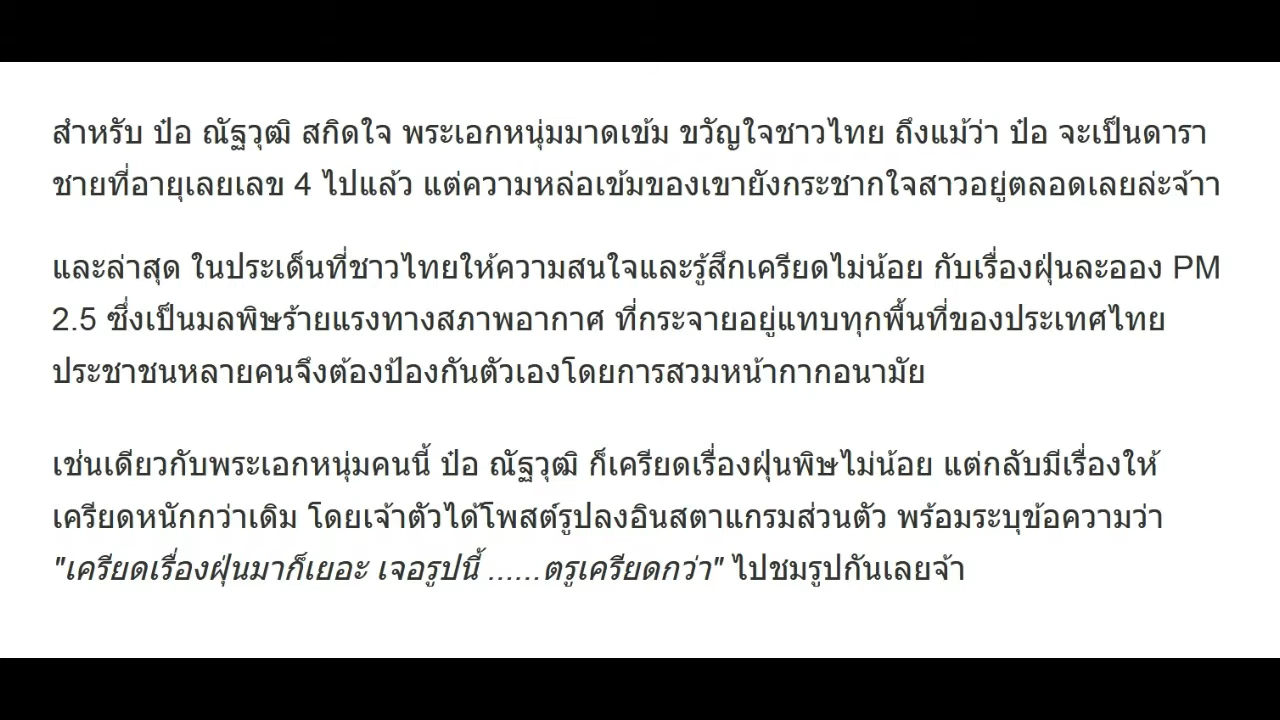 สำหรับ ป๋อ ณัฐวุฒิ สกิดใจ พระเอกหนุ่มมาดเข้ม ขวัญใจชาวไทย ถึงแม้ว่า ป๋อ จะเป็นดารา
ชายที่อายุเลยเลข 4 ไปแล้ว แต่ความหล่อเข้มของเขายังกระชากใจสาวอยู่ตลอดเลยล่ะจ้าา
และล่าสุด ในประเด็นที่ชาวไทยให้ความสนใจและรู้สึกเครียดไม่น้อย กับเรื่องฝุ่นละออง PM
2.5 ซึ่งเป็นมลพิษร้ายแรงทางสภาพอากาศ ที่กระจายอยู่แทบทุกพื้นที่ของประเทศไทย
ประชาชนหลายคนจึงต้องป้องกันตัวเองโดยการสวมหน้ากากอนามัย
เช่นเดียวกับพระเอกหนุ่มคนนี้ ป๋อ ณัฐวุฒิ ก็เครียดเรื่องฝุ่นพิษไม่น้อย แต่กลับมีเรื่องให้
เครียดหนักกว่าเดิม โดยเจ้าตัวได้โพสต์รูปลงอินสตาแกรมส่วนตัว พร้อมระบุข้อความว่า
"เครียดเรื่องฝุ่นมาก็เยอะ เจอรูปนี้ ......ตรูเครียดกว่า" ไปชมรูปกันเลยจ้า